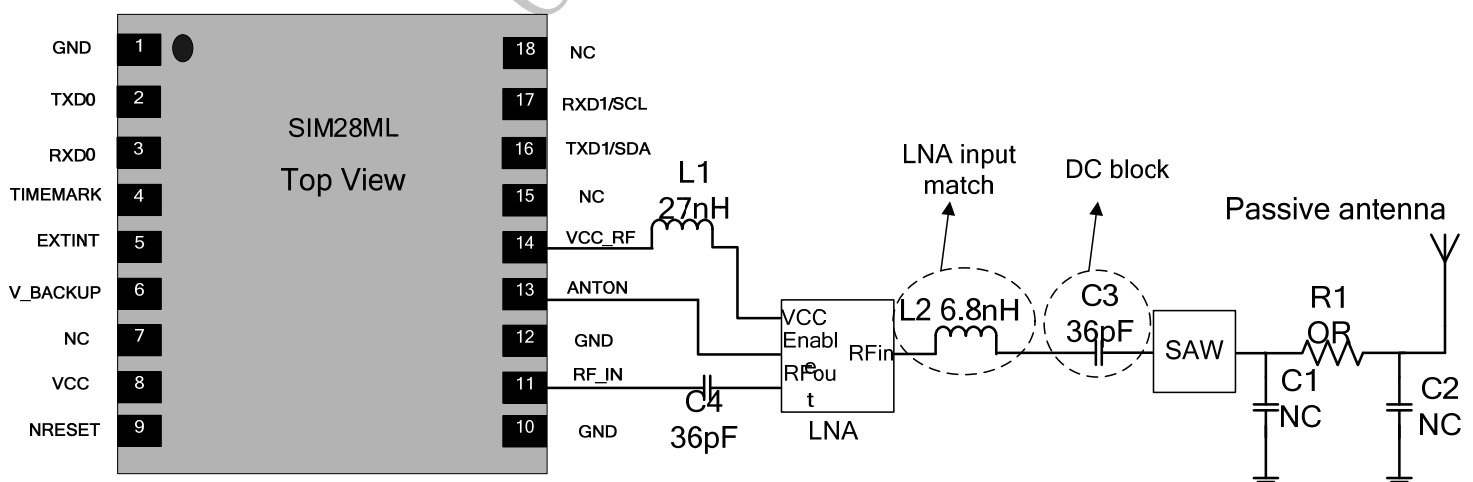 GND
1
TXD0
2
RXD0
3
TIMEMARK
4
EXTINT
5
V_BACKUP
6
NC
7
VCC
8
NRESET
9
SIM28ML
Top View
18
NC
17
RXD1/SCL
16
TXD1/SDA
15
NC
14
VCC_RF
13
ANTON
12
GND
11
RF_IN
10
GND
L1
27nH
C4
36pF
VCC
Enabl
e
RFou
t
RFin
LNA
LNA input
match
L2 6.8nH
DC block
C3
36pF
SAW
Passive antenna
R1
OR
C1
NC
C2
NC